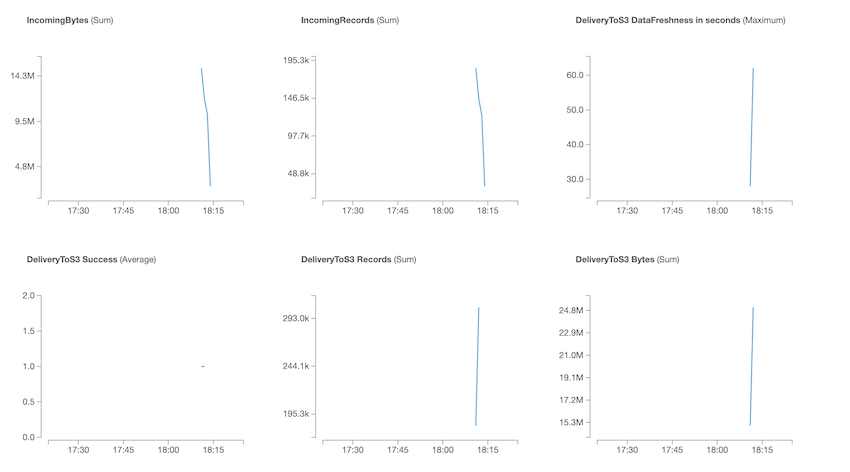 IncomingBytes (Sum)
14.3M
9.5M
4.8M
17:30 17:45 18:00 18:15
IncomingRecords (Sum)
195.3k
146.5k
97.7k
48.8k
17:30 17:45 18:00 18:15
DeliveryToS3 DataFreshness in seconds (Maximum)
60.0
50.0
40.0
30.0
17:30 17:45 18:00 18:15
DeliveryToS3 Success (Average)
2.0
1.5
1.0
0.5
0.0
17:30 17:45 18:00 18:15
DeliveryToS3 Records (Sum)
293.0k
244.1k
195.3k
17:30 17:45 18:00 18:15
DeliveryToS3 Bytes (Sum)
24.8M
22.9M
21.0M
19.1M
17.2M
15.3M
17:30 17:45 18:00 18:15